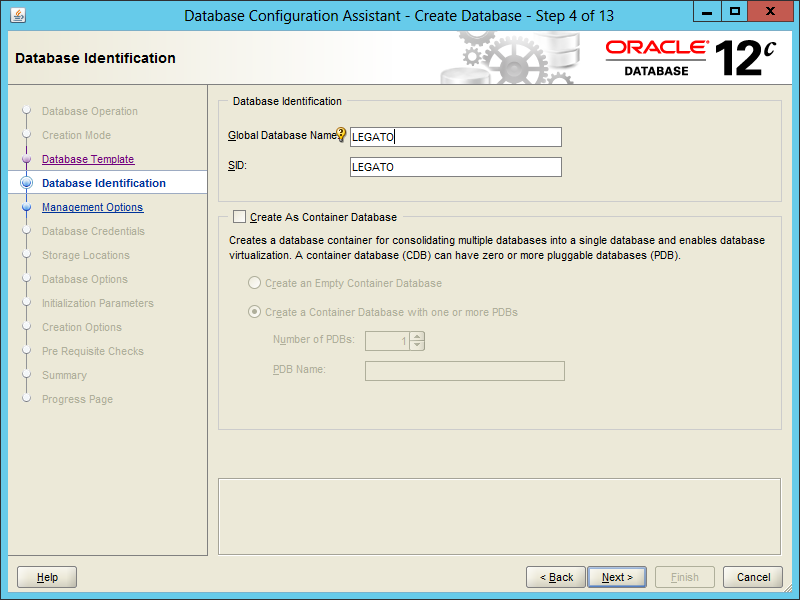 Database Configuration Assistant - Create Database - Step 4 of 13
Database Identification
ORACLE®
DATABASE
12c
Database Operation
Creation Mode
Database Template
Database Identification
Management Options
Database Credentials
Storage Locations
Database Options
Initialization Parameters
Creation Options
Pre Requisite Checks
Summary
Progress Page
Database Identification
Global Database Name: LEGATO
SID: LEGATO
Create As Container Database
Creates a database container for consolidating multiple databases into a single database and enables database
virtualization. A container database (CDB) can have zero or more pluggable databases (PDB).
Create an Empty Container Database
Create a Container Database with one or more PDBs
Number of PDBs: 1
PDB Name:
Help
< Back
Next >
Finish
Cancel